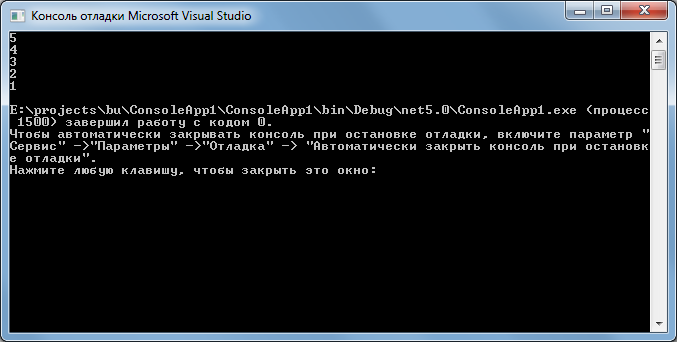 Консоль отладки Microsoft Visual Studio
5
4
3
2
1
E:\projects\bu\ConsoleApp1\ConsoleApp1\bin\Debug\net5.0\ConsoleApp1.exe (процесс
 1500) завершил работу с кодом 0.
Чтобы автоматически закрывать консоль при остановке отладки, включите параметр "
Сервис" ->"Параметры" ->"Отладка" -> "Автоматически закрыть консоль при остановк
е отладки".
Нажмите любую клавишу, чтобы закрыть это окно: